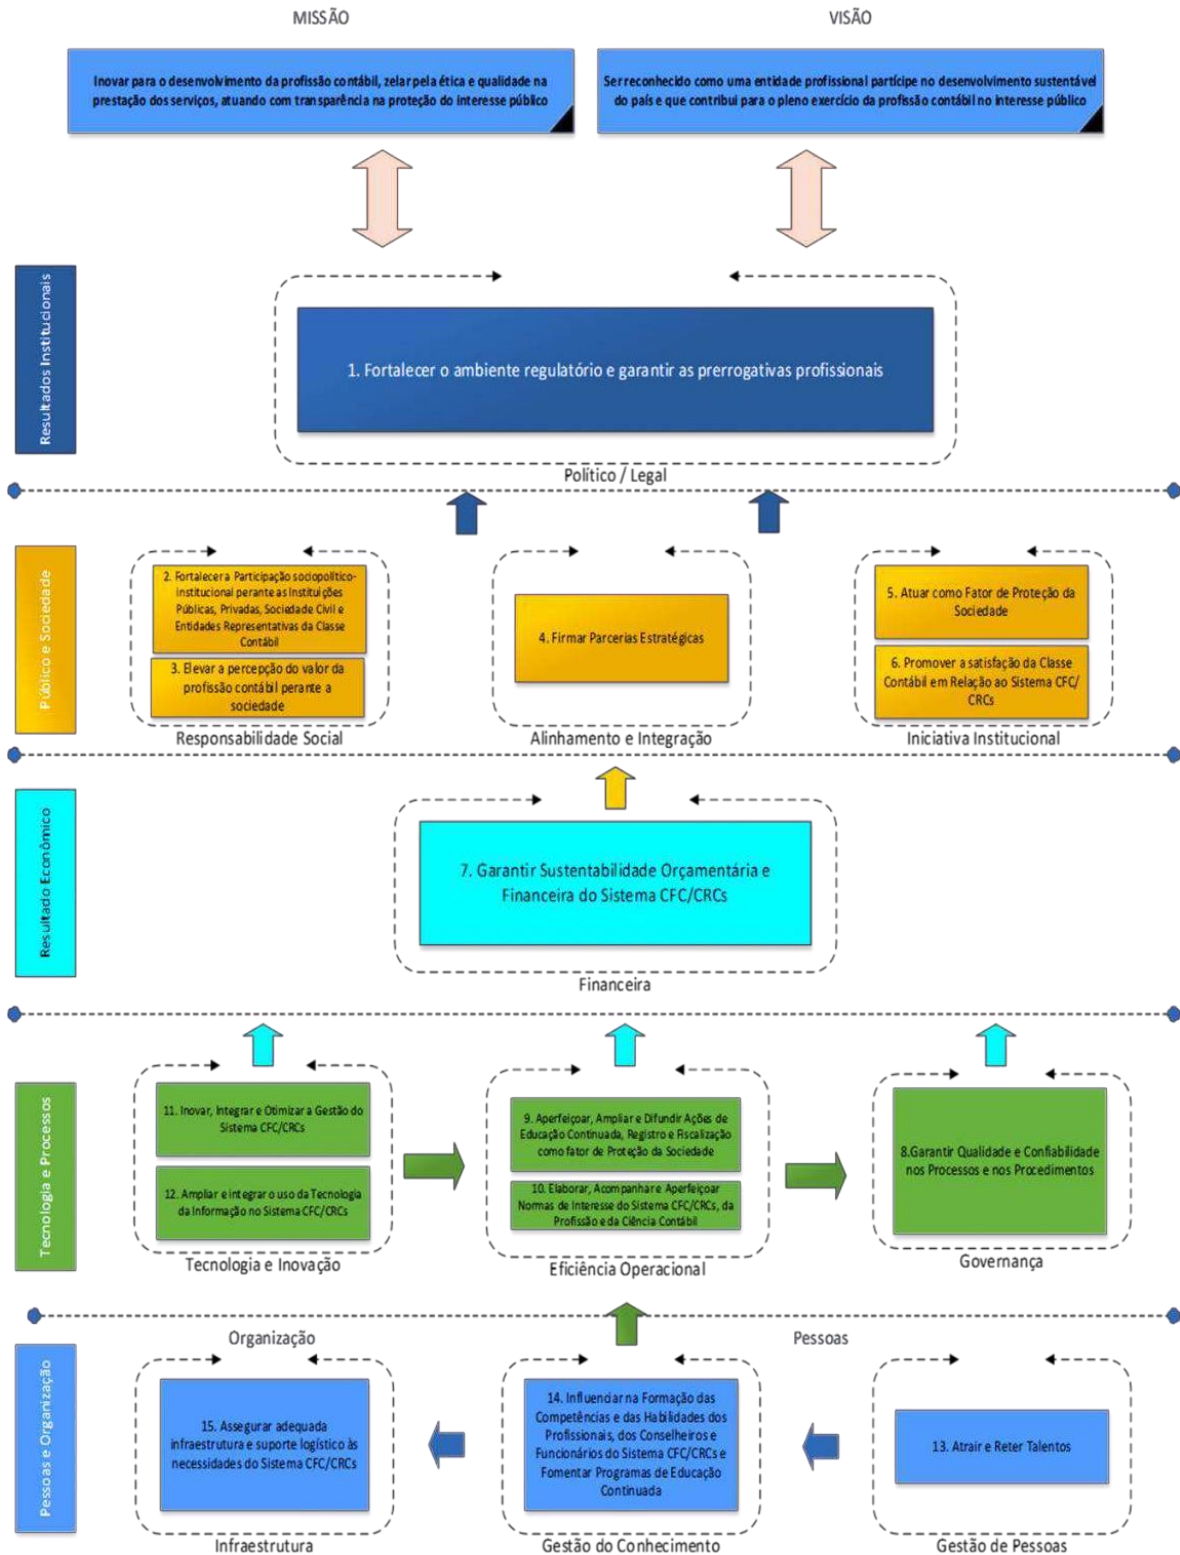 MISSÃO
VISÃO
Inovar para o desenvolvimento da profissão contábil, zelar pela ética e qualidade na
prestação dos serviços, atuando com transparência na proteção do interesse público
Ser reconhecido como uma entidade profissional partícipe no desenvolvimento sustentável
do país e que contribui para o pleno exercício da profissão contábil no interesse público
Resultados Institucionais
1. Fortalecer o ambiente regulatório e garantir as prerrogativas profissionais
Político / Legal
Público e Sociedade
2. Fortalecer a Participação sociopolítico-
institucional perante as Instituições
Públicas, Privadas, Sociedade Civil e
Entidades Representativas da Classe
Contábil
3. Elevar a percepção do valor da
profissão contábil perante a
sociedade
Responsabilidade Social
4. Firmar Parcerias Estratégicas
Alinhamento e Integração
5. Atuar como Fator de Proteção da
Sociedade
6. Promover a satisfação da Classe
Contábil em Relação ao Sistema CFC/
CRCs
Iniciativa Institucional
Resultado Econômico
7. Garantir Sustentabilidade Orçamentária e
Financeira do Sistema CFC/CRCs
Financeira
Tecnologia e Processos
11. Inovar, Integrar e Otimizar a Gestão do
Sistema CFC/CRCs
12. Ampliar e integrar o uso da Tecnologia
da Informação no Sistema CFC/CRCs
Tecnologia e Inovação
9. Aperfeiçoar, Ampliar e Difundir Ações de
Educação Continuada, Registro e Fiscalização
como fator de Proteção da Sociedade
10. Elaborar, Acompanhar e Aperfeiçoar
Normas de Interesse do Sistema CFC/CRCs, da
Profissão e da Ciência Contábil
Eficiência Operacional
8.Garantir Qualidade e Confiabilidade
nos Processos e nos Procedimentos
Governança
Pessoas e Organização
Organização
Pessoas
15. Assegurar adequada
infraestrutura e suporte logístico às
necesidades do Sistema CFC/CRCs
Infraestrutura
14. Influenciar na Formação das
Competências e das Habilidades dos
Profissionais, dos Conselheiros e
Funcionários do Sistema CFC/CRCs e
Fomentar Programas de Educação
Continuada
Gestão do Conhecimento
13. Atrair e Reter Talentos
Gestão de Pessoas